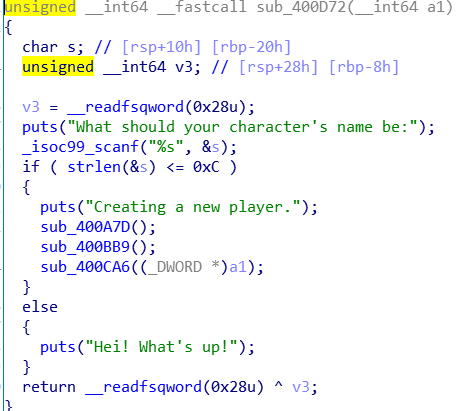 unsigned __int64 __fastcall sub_400D72(__int64 a1)
{
char s; // [rsp+10h] [rbp-20h]
unsigned __int64 v3; // [rsp+28h] [rbp-8h]
v3 = __readfsqword(0x28u);
puts("What should your character's name be:");
_isoc99_scanf("%s", &s);
if ( strlen(&s) <= 0xC )
{
puts("Creating a new player.");
sub_400A7D();
sub_400BB9();
sub_400CA6((_DWORD *)a1);
}
else
{
puts("Hei! What's up!");
}
return __readfsqword(0x28u) ^ v3;
}